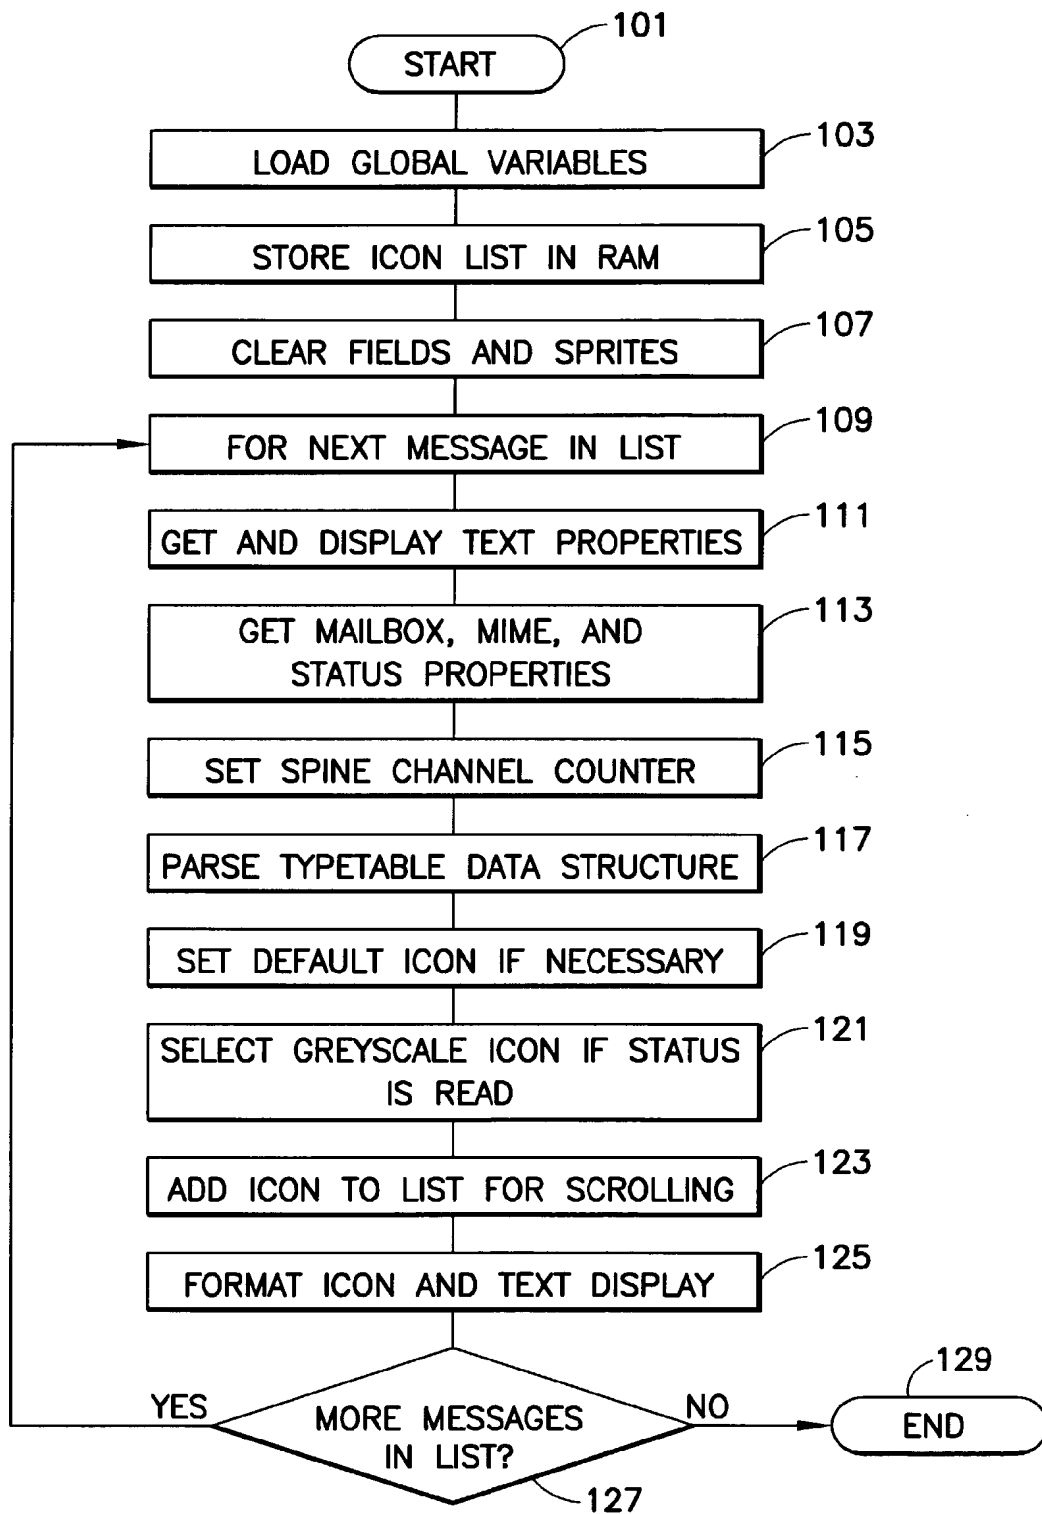 101
START
103
LOAD GLOBAL VARIABLES
105
STORE ICON LIST IN RAM
107
CLEAR FIELDS AND SPRITES
109
FOR NEXT MESSAGE IN LIST
111
GET AND DISPLAY TEXT PROPERTIES
113
GET MAILBOX, MIME, AND
STATUS PROPERTIES
115
SET SPINE CHANNEL COUNTER
117
PARSE TYPETABLE DATA STRUCTURE
119
SET DEFAULT ICON IF NECESSARY
121
SELECT GREYSCALE ICON IF STATUS
IS READ
123
ADD ICON TO LIST FOR SCROLLING
125
FORMAT ICON AND TEXT DISPLAY
YES
MORE MESSAGES
IN LIST?
127
NO
129
END